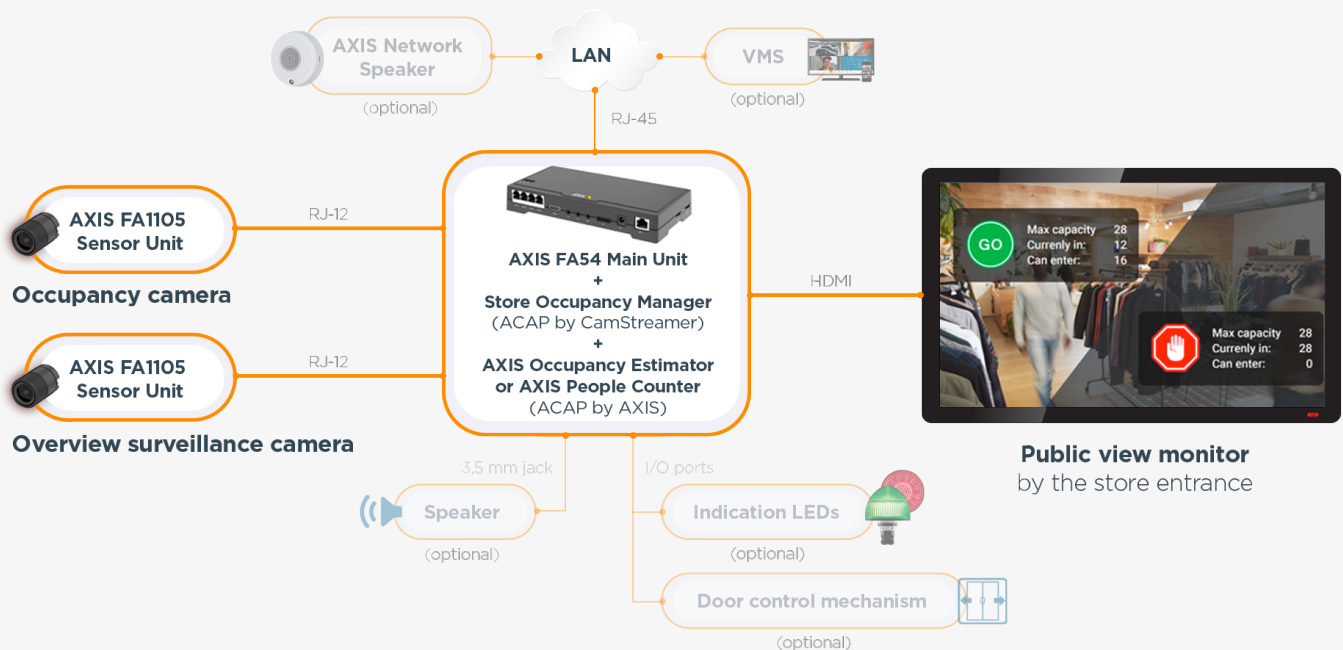 AXIS Network
Speaker
(optional)
LAN
VMS
(optional)
RJ-45
AXIS FA1105
Sensor Unit
Occupancy camera
RJ-12
AXIS FA1105
Sensor Unit
Overview surveillance camera
RJ-12
AXIS FA54 Main Unit
+
Store Occupancy Manager
(ACAP by CamStreamer)
+
AXIS Occupancy Estimator
or AXIS People Counter
(ACAP by AXIS)
HDMI
GO
Max capacity 28
Currenly in: 12
Can enter: 16
Max capacity 28
Currenly in: 28
Can enter: 0
Public view monitor
by the store entrance
3,5 mm jack
Speaker
(optional)
I/O ports
Indication LEDs
(optional)
Door control mechanism
(optional)